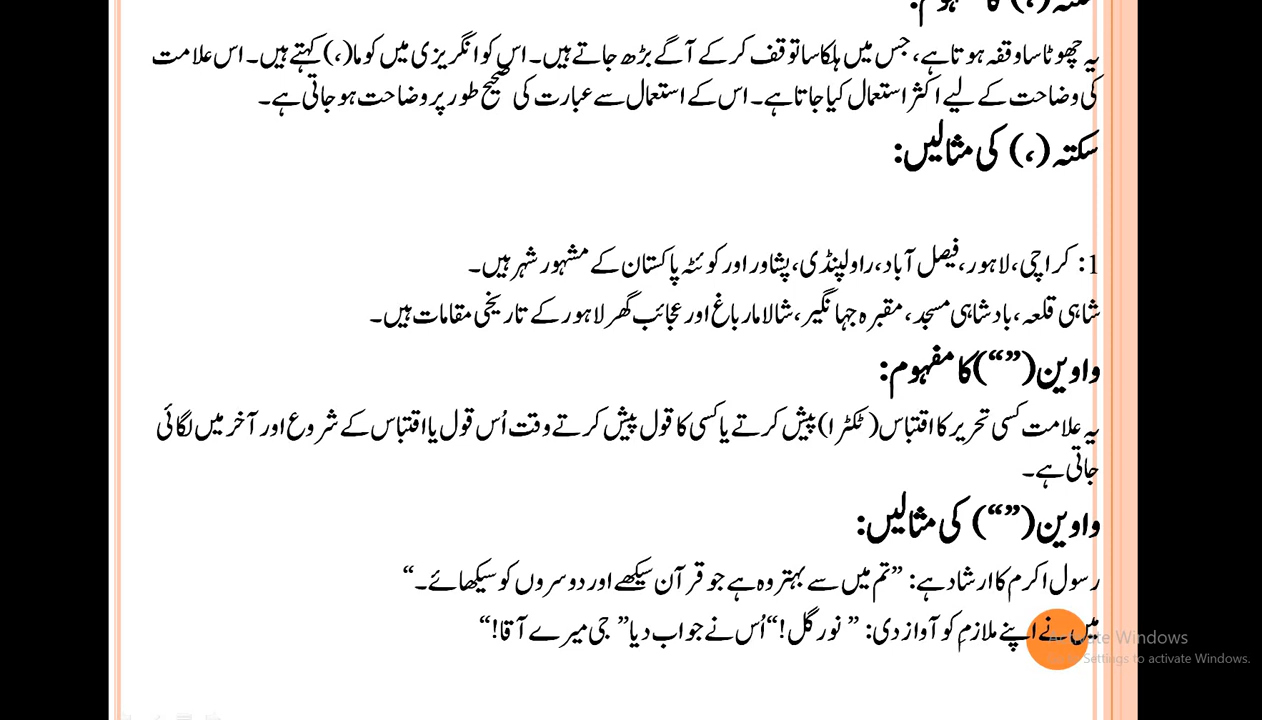 سکتہ (،) کا مفہوم:
یہ چھوٹا سا وقفہ ہوتا ہے، جس میں ہلکا سا توقف کر کے آگے بڑھ جاتے ہیں۔ اس کو انگریزی میں کوما (،) کہتے ہیں۔ اس علامت
کی وضاحت کے لیے اکثر استعمال کیا جاتا ہے۔ اس کے استعمال سے عبارت کی صحیح طور پر وضاحت ہو جاتی ہے۔
سکتہ (،) کی مثالیں:
1: کراچی، لاہور، فیصل آباد، راولپنڈی، پشاور اور کوئٹہ پاکستان کے مشہور شہر ہیں۔
شاہی قلعہ، بادشاہی مسجد، مقبرہ جہانگیر، شالامار باغ اور عجائب گھر لاہور کے تاریخی مقامات ہیں۔
واوین (”“) کا مفہوم:
یہ علامت کسی تحریر کا اقتباس (ٹکڑا) پیش کرتے یا کسی کا قول پیش کرتے وقت اُس قول یا اقتباس کے شروع اور آخر میں لگائی
جاتی ہے۔
واوین (”“) کی مثالیں:
رسول اکرم کا ارشاد ہے: ”تم میں سے بہتر وہ ہے جو قرآن سیکھے اور دوسروں کو سیکھائے۔“
میں نے اپنے ملازمِ کو آواز دی: ” نور گل!“ اُس نے جواب دیا ” جی میرے آقا!“
Activate Windows
Settings to activate Windows.